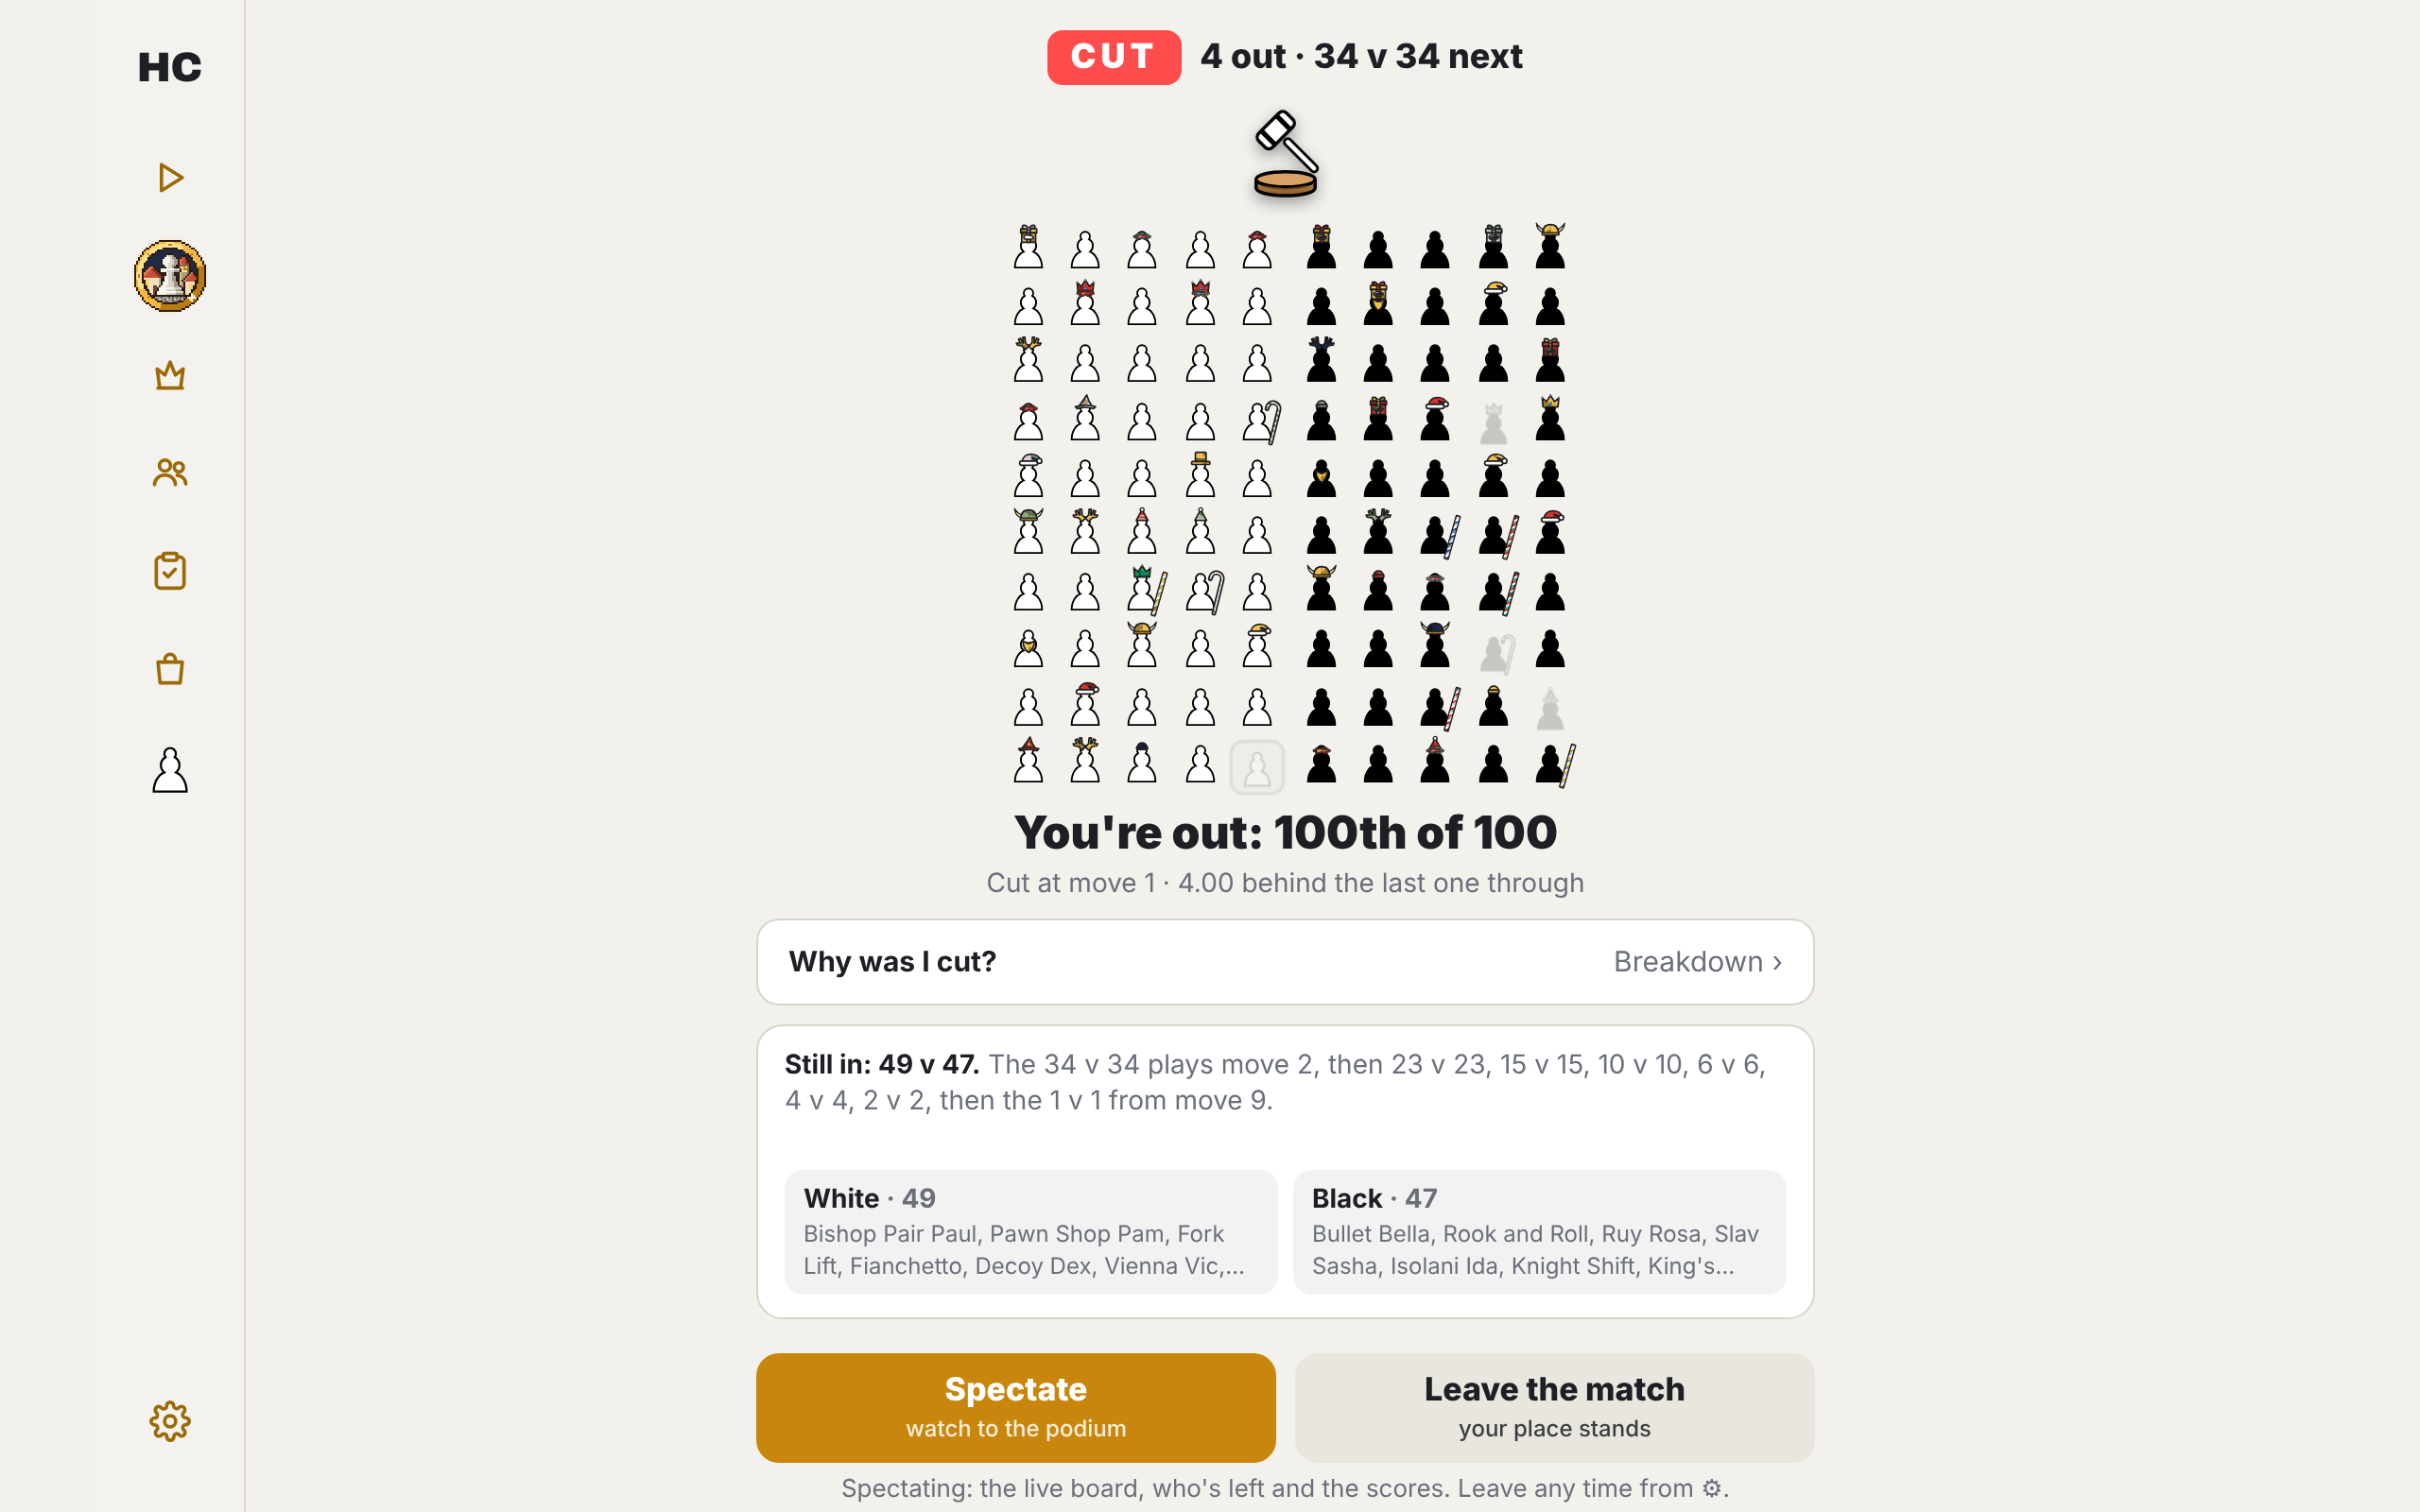 HC
CUT 4 out · 34 v 34 next
You're out: 100th of 100
Cut at move 1 · 4.00 behind the last one through
Why was I cut? Breakdown ›
Still in: 49 v 47. The 34 v 34 plays move 2, then 23 v 23, 15 v 15, 10 v 10, 6 v 6,
4 v 4, 2 v 2, then the 1 v 1 from move 9.
White · 49
Bishop Pair Paul, Pawn Shop Pam, Fork
Lift, Fianchetto, Decoy Dex, Vienna Vic,...
Black · 47
Bullet Bella, Rook and Roll, Ruy Rosa, Slav
Sasha, Isolani Ida, Knight Shift, King's...
Spectate
watch to the podium
Leave the match
your place stands
Spectating: the live board, who's left and the scores. Leave any time from ⚙.